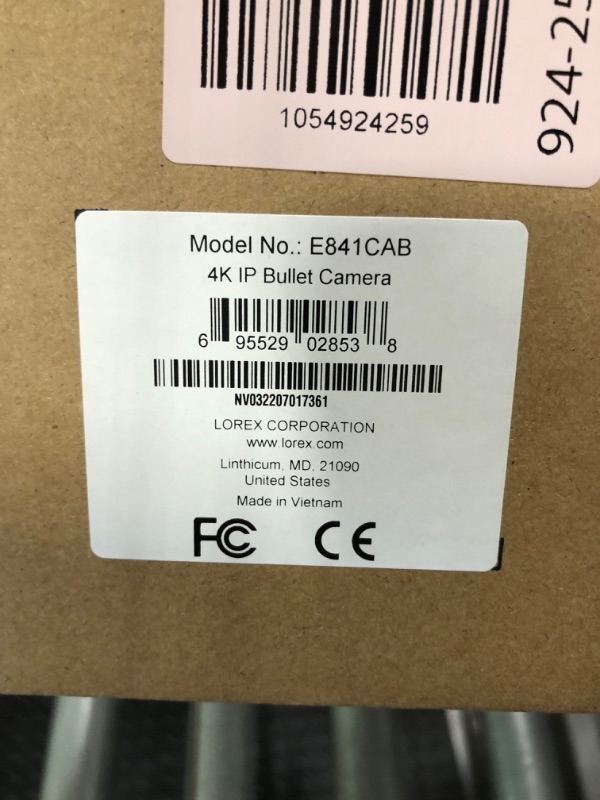 1054924259
924-25
Model No.: E841CAB
4K IP Bullet Camera
6 95529 02853 8
NV032207017361
LOREX CORPORATION
www.lorex.com
Linthicum, MD. 21090
United States
Made in Vietnam
FC CE